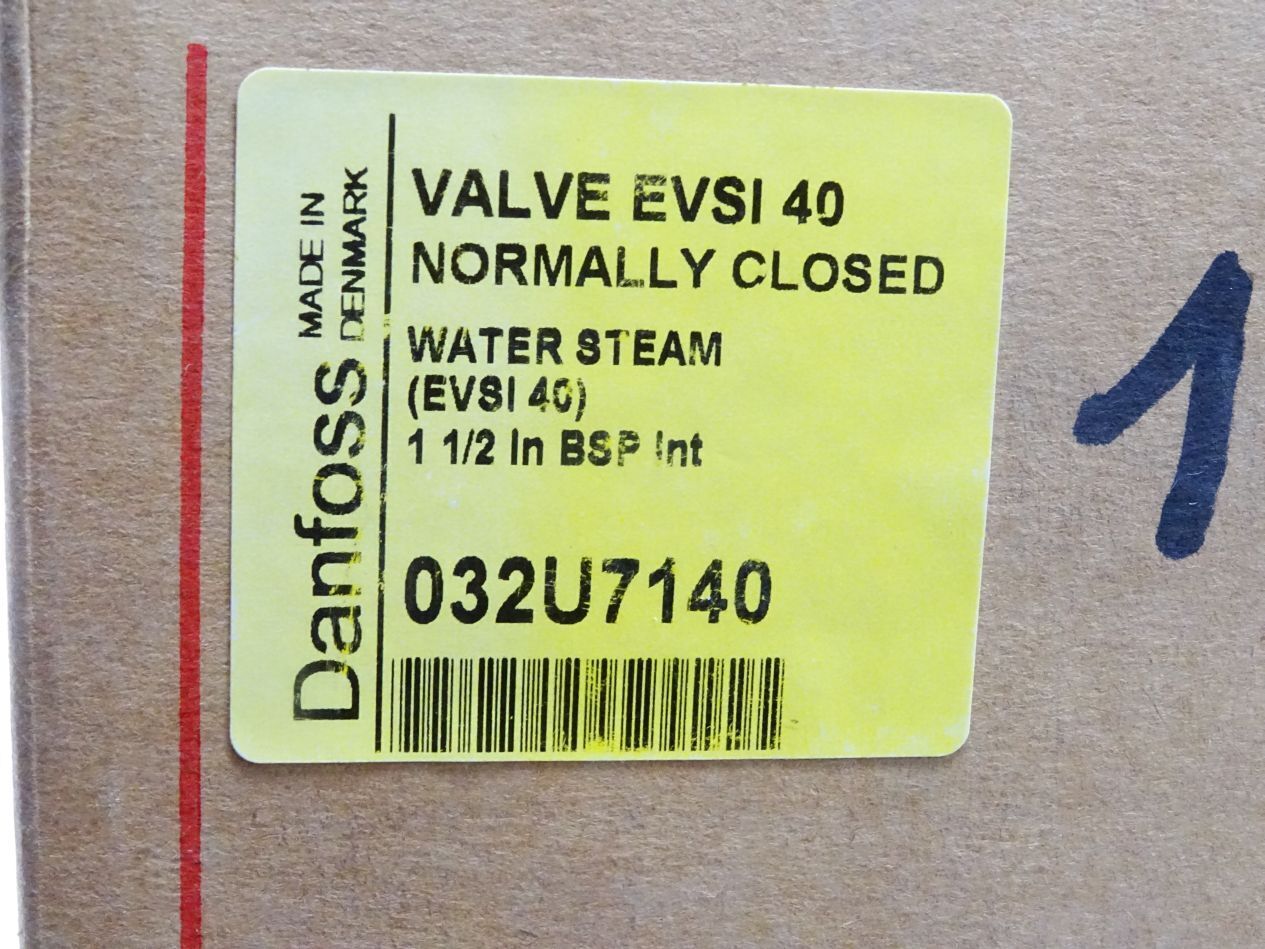 Danfoss MADE IN
DENMARK
VALVE EVSI 40
NORMALLY CLOSED
WATER STEAM
(EVSI 40)
1 1/2 In BSP Int
032U7140
1